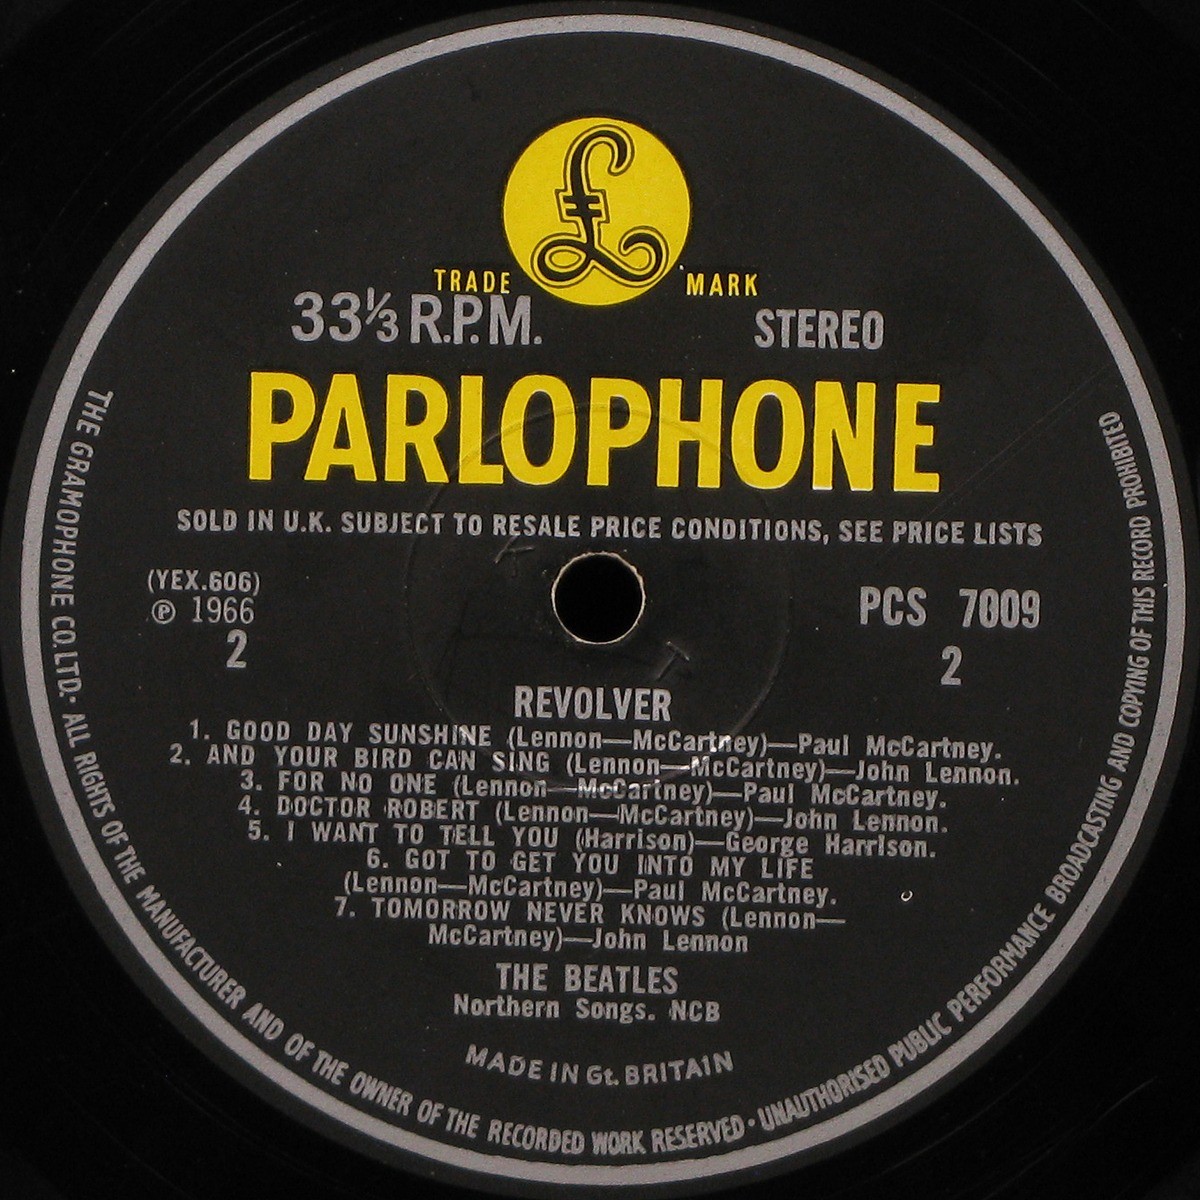 £
TRADE MARK
33⅓ R.P.M. STEREO
PARLOPHONE
SOLD IN U.K. SUBJECT TO RESALE PRICE CONDITIONS, SEE PRICE LISTS
(YEX.606)
℗ 1966
2
PCS 7009
2
REVOLVER
1. GOOD DAY SUNSHINE (Lennon—McCartney)—Paul McCartney.
2. AND YOUR BIRD CAN SING (Lennon—McCartney)—John Lennon.
3. FOR NO ONE (Lennon—McCartney)—Paul McCartney.
4. DOCTOR ROBERT (Lennon—McCartney)—John Lennon.
5. I WANT TO TELL YOU (Harrison)—George Harrison.
6. GOT TO GET YOU INTO MY LIFE
(Lennon—McCartney)—Paul McCartney.
7. TOMORROW NEVER KNOWS (Lennon—
McCartney)—John Lennon
THE BEATLES
Northern Songs. NCB
MADE IN Gt. BRITAIN
THE GRAMOPHONE CO. LTD. · ALL RIGHTS OF THE MANUFACTURER AND OF THE OWNER OF THE RECORDED WORK RESERVED · UNAUTHORISED PUBLIC PERFORMANCE BROADCASTING AND COPYING OF THIS RECORD PROHIBITED
K T